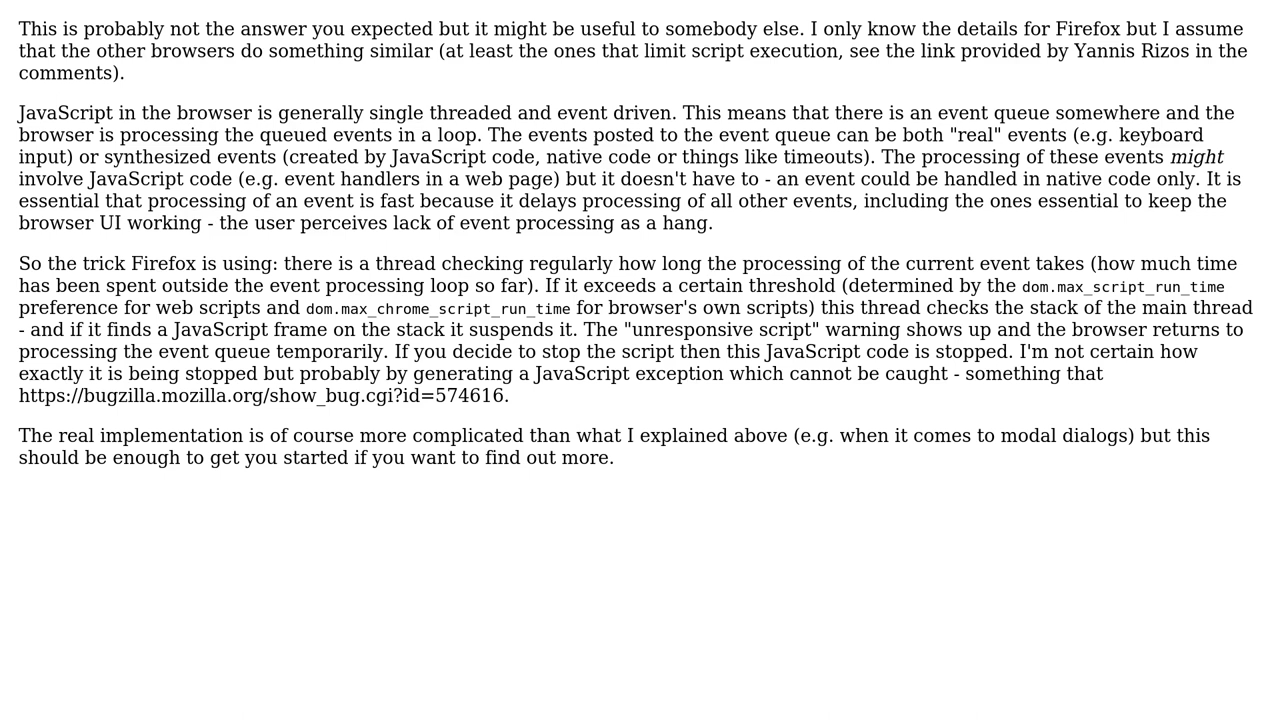 This is probably not the answer you expected but it might be useful to somebody else. I only know the details for Firefox but I assume
that the other browsers do something similar (at least the ones that limit script execution, see the link provided by Yannis Rizos in the
comments).
JavaScript in the browser is generally single threaded and event driven. This means that there is an event queue somewhere and the
browser is processing the queued events in a loop. The events posted to the event queue can be both "real" events (e.g. keyboard
input) or synthesized events (created by JavaScript code, native code or things like timeouts). The processing of these events might
involve JavaScript code (e.g. event handlers in a web page) but it doesn't have to - an event could be handled in native code only. It is
essential that processing of an event is fast because it delays processing of all other events, including the ones essential to keep the
browser UI working - the user perceives lack of event processing as a hang.
So the trick Firefox is using: there is a thread checking regularly how long the processing of the current event takes (how much time
has been spent outside the event processing loop so far). If it exceeds a certain threshold (determined by the dom.max_script_run_time
preference for web scripts and dom.max_chrome_script_run_time for browser's own scripts) this thread checks the stack of the main thread
- and if it finds a JavaScript frame on the stack it suspends it. The "unresponsive script" warning shows up and the browser returns to
processing the event queue temporarily. If you decide to stop the script then this JavaScript code is stopped. I'm not certain how
exactly it is being stopped but probably by generating a JavaScript exception which cannot be caught - something that
https://bugzilla.mozilla.org/show_bug.cgi?id=574616.
The real implementation is of course more complicated than what I explained above (e.g. when it comes to modal dialogs) but this
should be enough to get you started if you want to find out more.